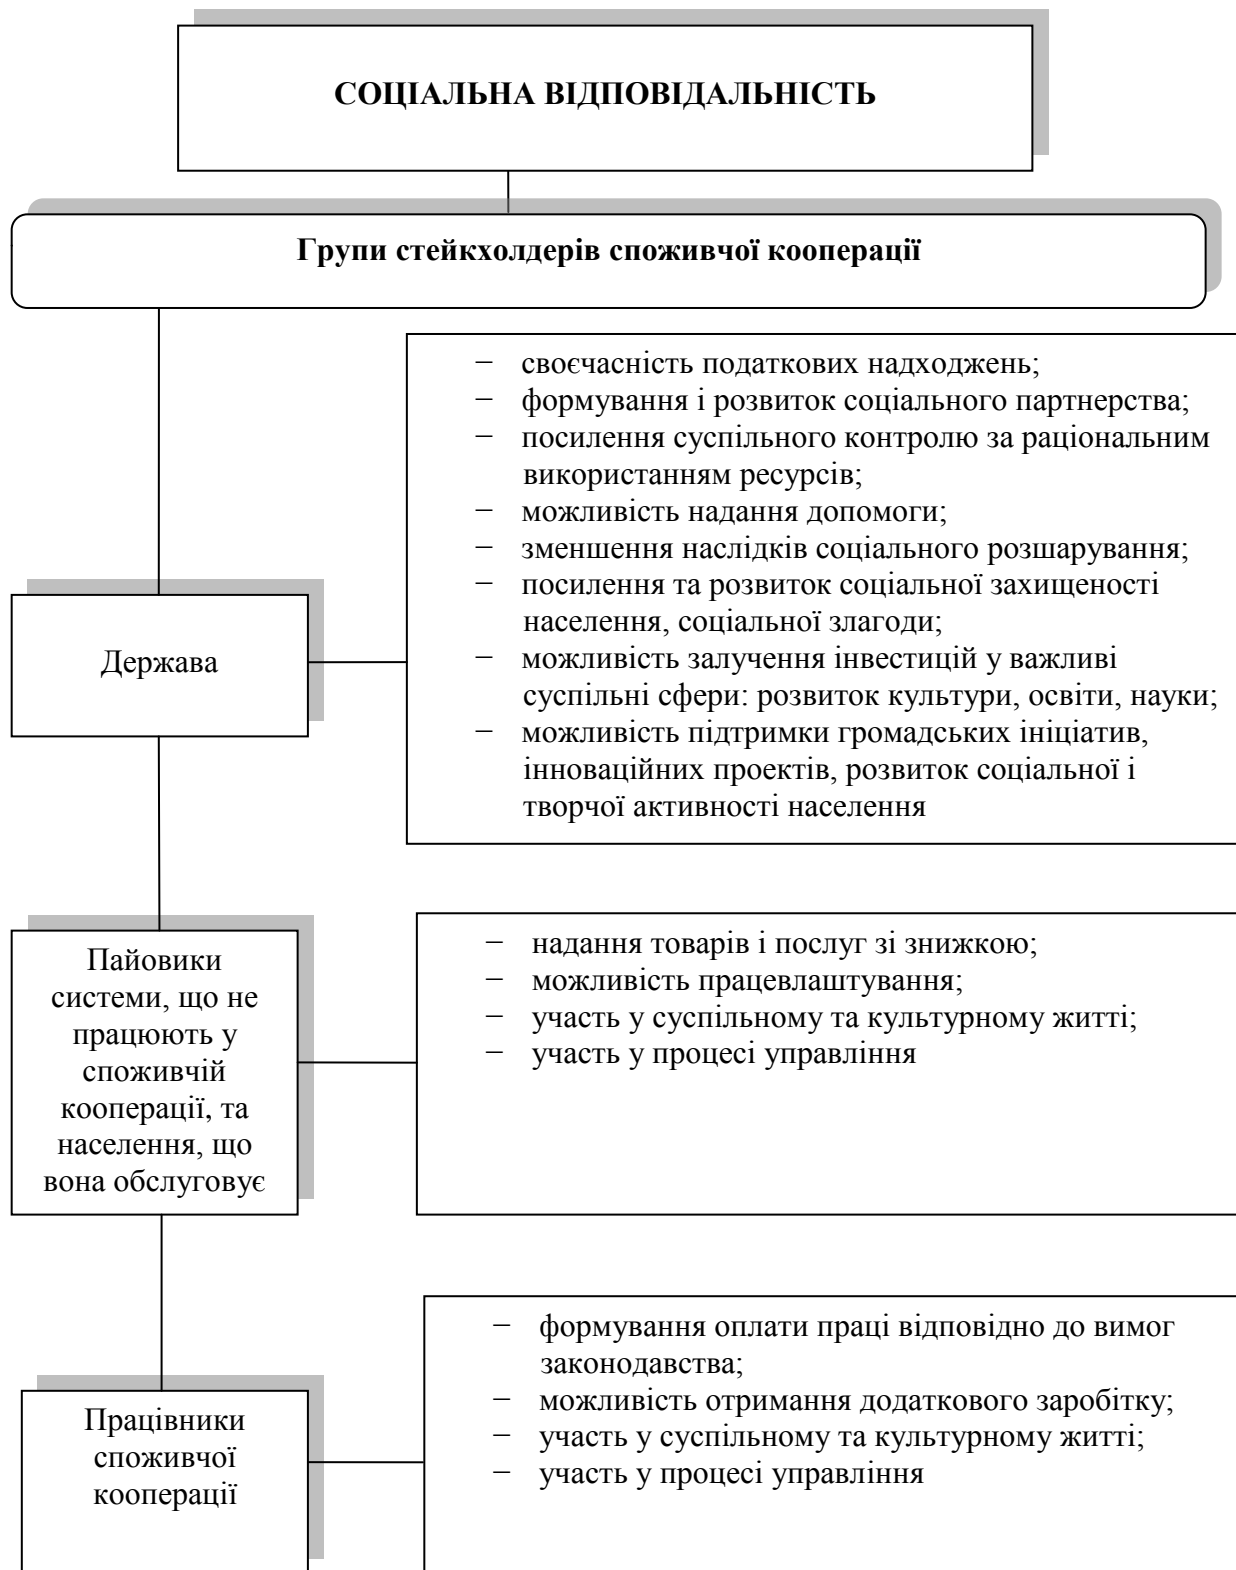 СОЦІАЛЬНА ВІДПОВІДАЛЬНІСТЬ
Групи стейкхолдерів споживчої кооперації
Держава
− своєчасність податкових надходжень;
− формування і розвиток соціального партнерства;
− посилення суспільного контролю за раціональним
використанням ресурсів;
− можливість надання допомоги;
− зменшення наслідків соціального розшарування;
− посилення та розвиток соціальної захищеності
населення, соціальної злагоди;
− можливість залучення інвестицій у важливі
суспільні сфери: розвиток культури, освіти, науки;
− можливість підтримки громадських ініціатив,
інноваційних проектів, розвиток соціальної і
творчої активності населення
Пайовики
системи, що не
працюють у
споживчій
кооперації, та
населення, що
вона обслуговує
− надання товарів і послуг зі знижкою;
− можливість працевлаштування;
− участь у суспільному та культурному житті;
− участь у процесі управління
Працівники
споживчої
кооперації
− формування оплати праці відповідно до вимог
законодавства;
− можливість отримання додаткового заробітку;
− участь у суспільному та культурному житті;
− участь у процесі управління